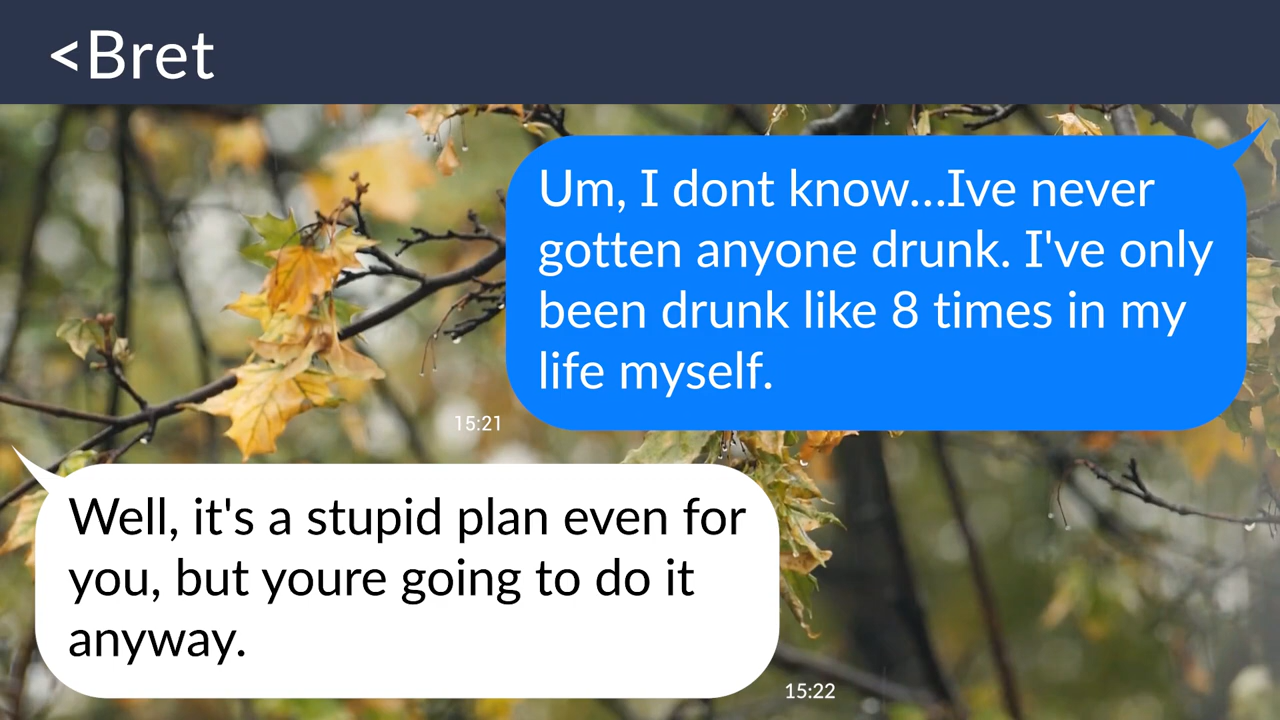 <Bret
Um, I dont know...Ive never
gotten anyone drunk. I've only
been drunk like 8 times in my
life myself.
15:21
Well, it's a stupid plan even for
you, but youre going to do it
anyway.
15:22